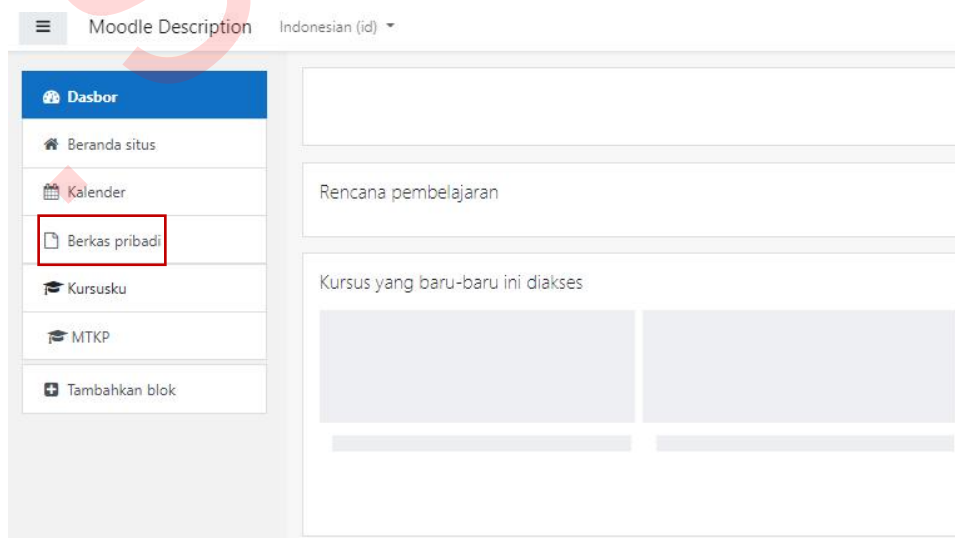 Moodle Description Indonesian (id)
Dasbor
Beranda situs
Kalender
Berkas pribadi
Kursusku
MTKP
Tambahkan blok
Rencana pembelajaran
Kursus yang baru-baru ini diakses